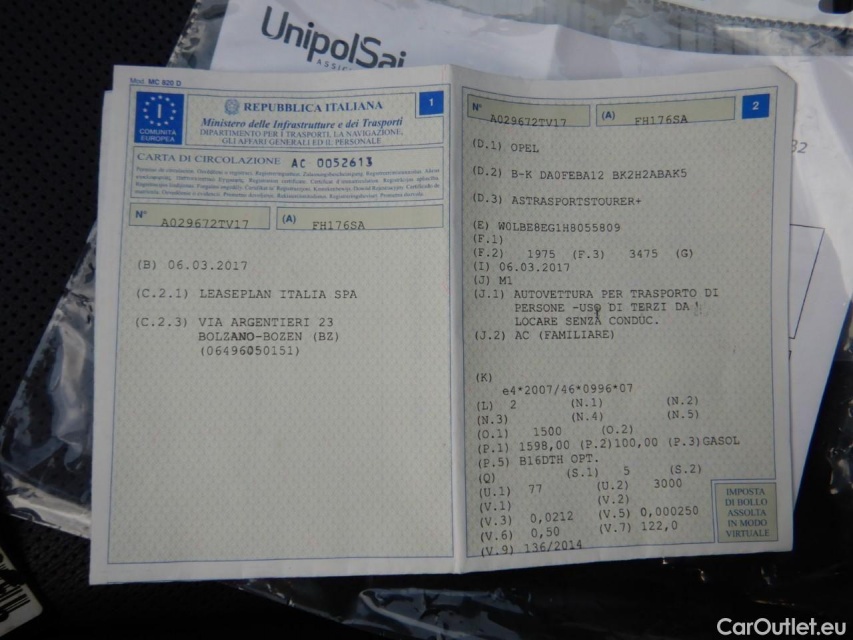 UnipolSai
ASSIC
Mod. MC 820 D
I
COMUNITÀ
EUROPEA
REPUBBLICA ITALIANA
1
Ministero delle Infrastrutture e dei Trasporti
DIPARTIMENTO PER I TRASPORTI, LA NAVIGAZIONE,
GLI AFFARI GENERALI ED IL PERSONALE
CARTA DI CIRCOLAZIONE AC 0052613
N° A029672TV17 (A) FH176SA
(B) 06.03.2017
(C.2.1) LEASEPLAN ITALIA SPA
(C.2.3) VIA ARGENTIERI 23
BOLZANO-BOZEN (BZ)
(06496050151)
N° A029672TV17 (A) FH176SA 2
(D.1) OPEL
(D.2) B-K DA0FEBA12 BK2H2ABAK5
(D.3) ASTRASPORTSTOURER+
(E) W0LBE8EG1H8055809
(F.1)
(F.2) 1975 (F.3) 3475 (G)
(I) 06.03.2017
(J) M1
(J.1) AUTOVETTURA PER TRASPORTO DI
PERSONE -USO DI TERZI DA
LOCARE SENZA CONDUC.
(J.2) AC (FAMILIARE)
(K)
e4*2007/46*0996*07
(L) 2 (N.1) (N.2)
(N.3) (N.4) (N.5)
(O.1) 1500 (O.2)
(P.1) 1598,00 (P.2)100,00 (P.3)GASOL
(P.5) B16DTH OPT.
(Q) (S.1) 5 (S.2)
(U.1) 77 (U.2) 3000
(V.1) (V.2)
(V.3) 0,0212 (V.5) 0,000250
(V.6) 0,50 (V.7) 122,0
(V.9) 136/2014
IMPOSTA
DI BOLLO
ASSOLTA
IN MODO
VIRTUALE
32
CarOutlet.eu